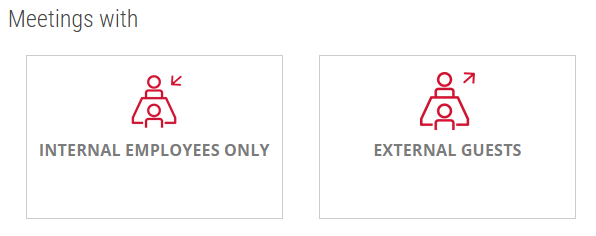 Meetings with
INTERNAL EMPLOYEES ONLY
EXTERNAL GUESTS